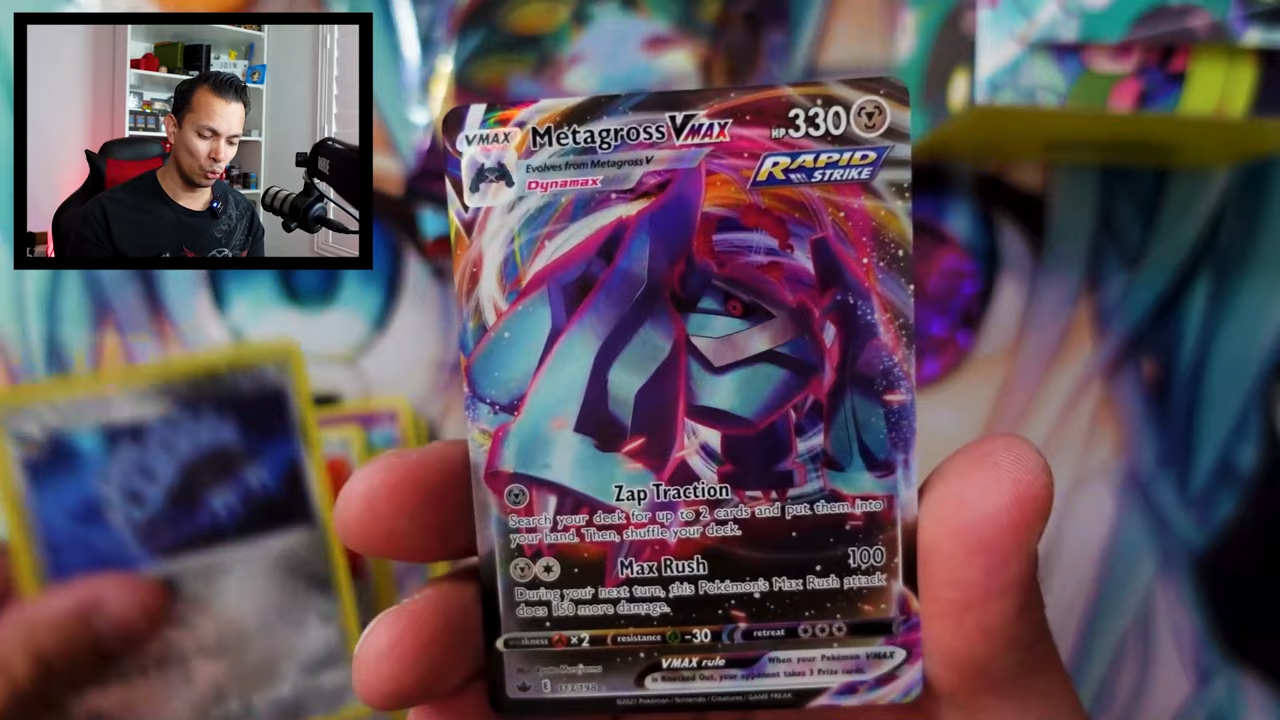 VMAX
Metagross VMAX
HP 330
Evolves from Metagross V
Dynamax
RAPID
STRIKE
Zap Traction
Search your deck for up to 2 cards and put them into
your hand. Then, shuffle your deck.
Max Rush 100
During your next turn, this Pokémon's Max Rush attack
does 150 more damage.
weakness ×2 resistance -30 retreat
VMAX rule
When your Pokémon VMAX
is Knocked Out, your opponent takes 3 Prize cards.
E 113/198
©2021 Pokémon / Nintendo / Creatures / GAME FREAK